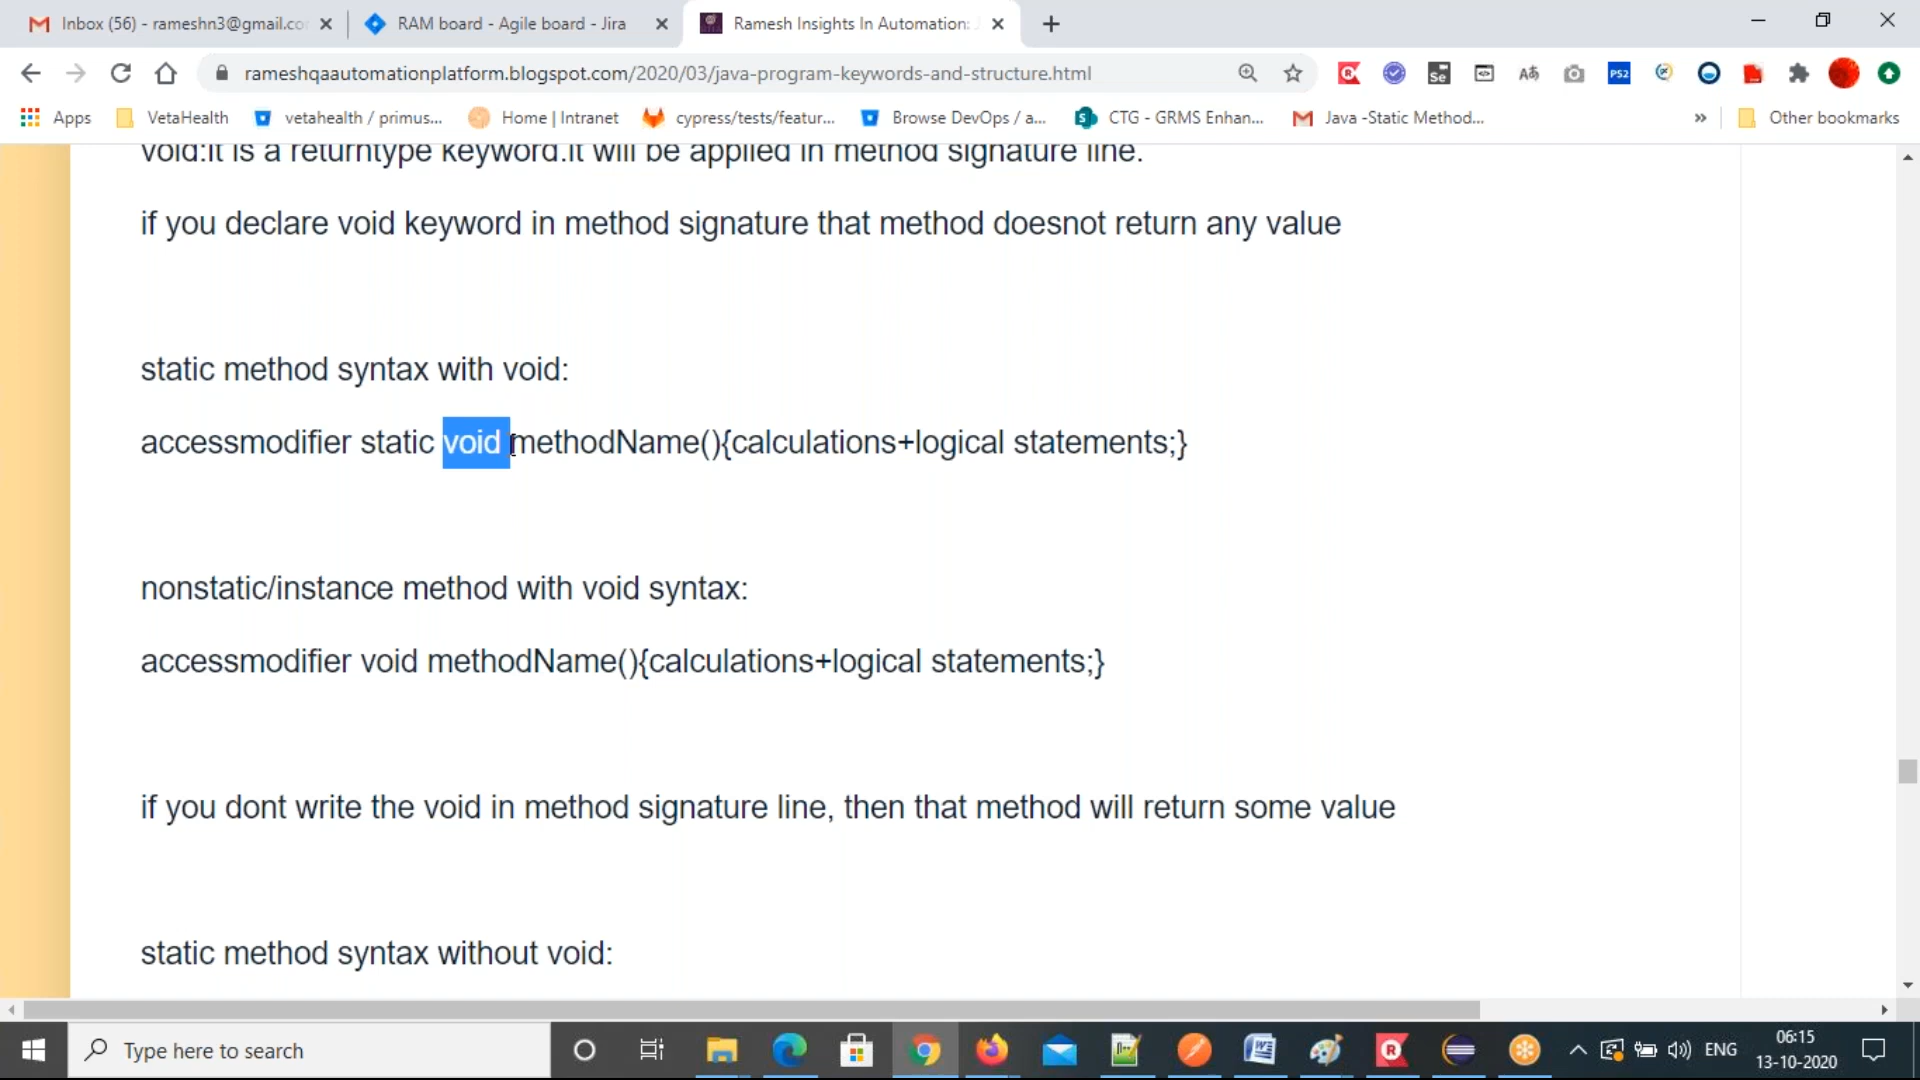 Inbox (56) - rameshn3@gmail.co
RAM board - Agile board - Jira
Ramesh Insights In Automation:
rameshqaautomationplatform.blogspot.com/2020/03/java-program-keywords-and-structure.html
Apps
VetaHealth
vetahealth / primus...
Home | Intranet
cypress/tests/featur...
Browse DevOps / a...
CTG - GRMS Enhan...
Java -Static Method...
»
Other bookmarks
void:it is a returntype keyword.it will be applied in method signature line.
if you declare void keyword in method signature that method doesnot return any value
static method syntax with void:
accessmodifier static void methodName(){calculations+logical statements;}
nonstatic/instance method with void syntax:
accessmodifier void methodName(){calculations+logical statements;}
if you dont write the void in method signature line, then that method will return some value
static method syntax without void:
Type here to search
ENG
06:15
13-10-2020